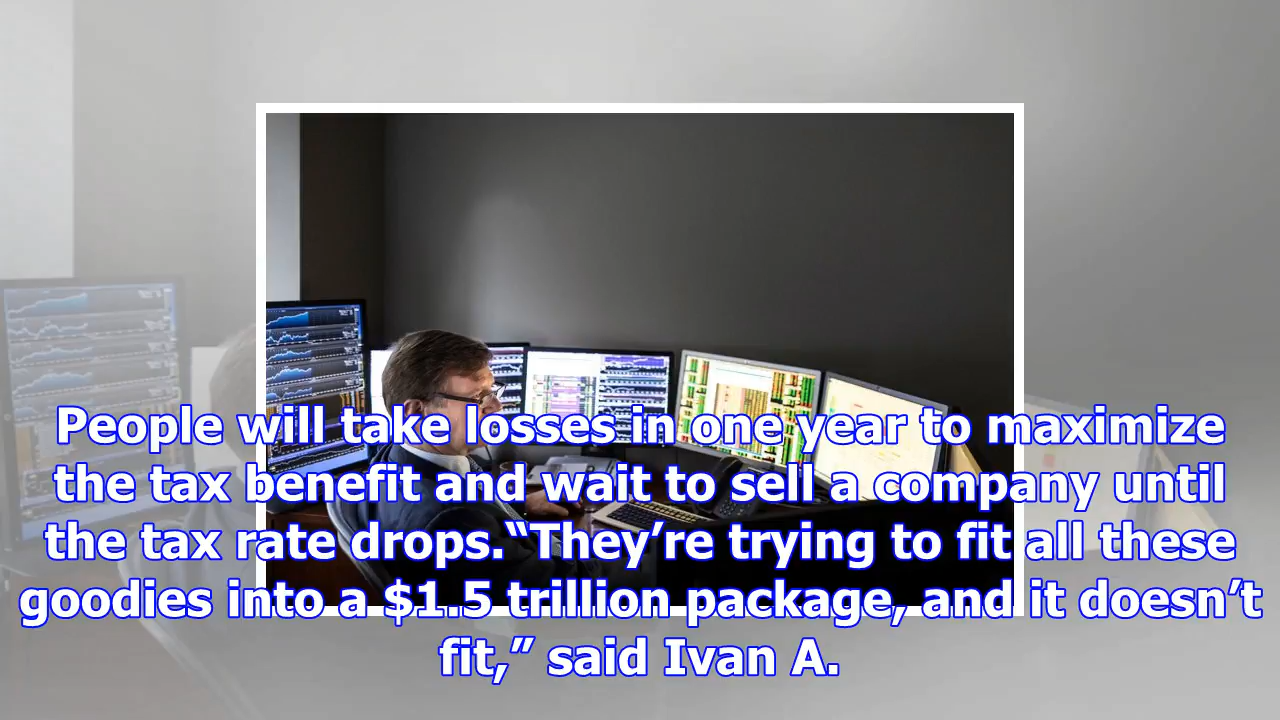 People will take losses in one year to maximize
the tax benefit and wait to sell a company until
the tax rate drops.“They’re trying to fit all these
goodies into a $1.5 trillion package, and it doesn’t
fit,” said Ivan A.